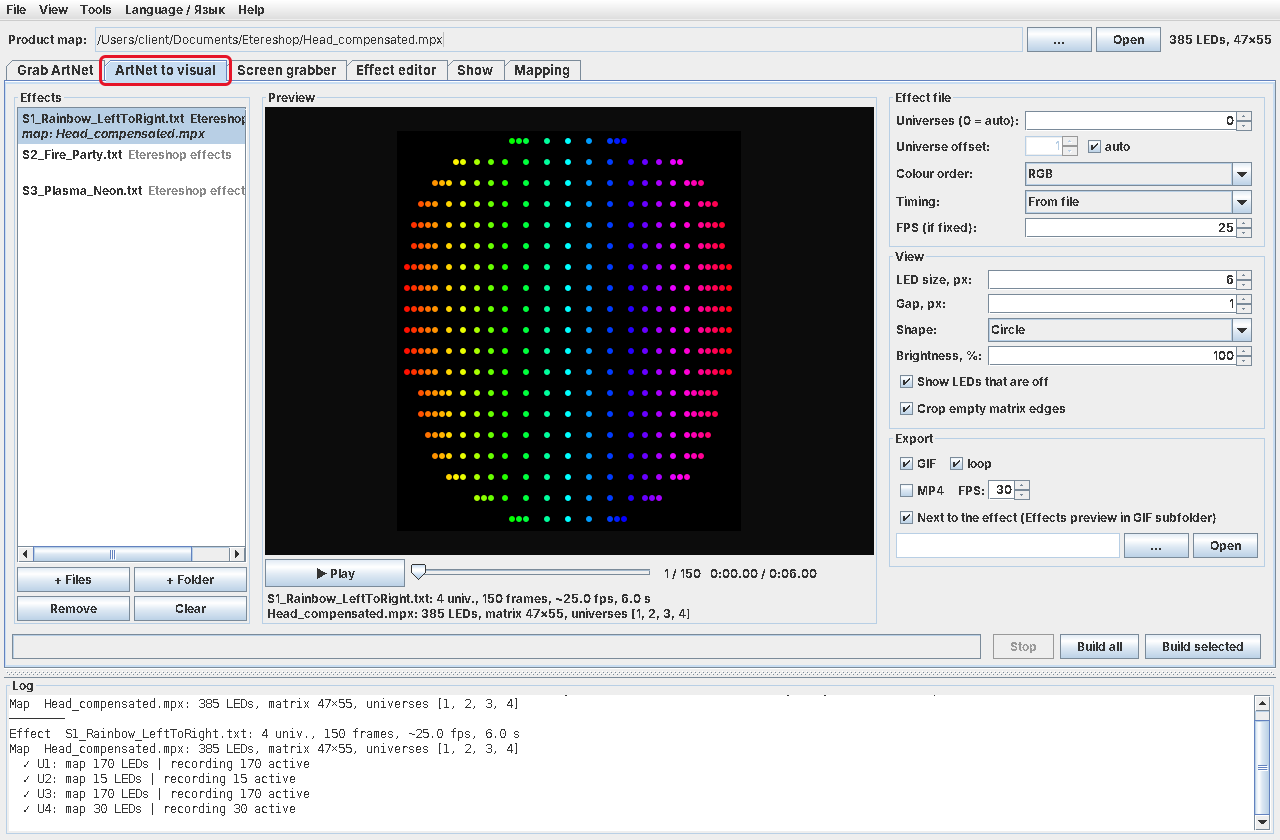 File View Tools Language / Язык Help
Product map: /Users/client/Documents/Etereshop/Head_compensated.mpx ... Open 385 LEDs, 47×55
Grab ArtNet ArtNet to visual Screen grabber Effect editor Show Mapping
Effects
S1_Rainbow_LeftToRight.txt Etereshop
map: Head_compensated.mpx
S2_Fire_Party.txt Etereshop effects
S3_Plasma_Neon.txt Etereshop effect
+ Files + Folder
Remove Clear
Preview
▶ Play 1 / 150 0:00.00 / 0:06.00
S1_Rainbow_LeftToRight.txt: 4 univ., 150 frames, ~25.0 fps, 6.0 s
Head_compensated.mpx: 385 LEDs, matrix 47×55, universes [1, 2, 3, 4]
Effect file
Universes (0 = auto): 0
Universe offset: 1 auto
Colour order: RGB
Timing: From file
FPS (if fixed): 25
View
LED size, px: 6
Gap, px: 1
Shape: Circle
Brightness, %: 100
Show LEDs that are off
Crop empty matrix edges
Export
GIF loop
MP4 FPS: 30
Next to the effect (Effects preview in GIF subfolder)
... Open
Stop Build all Build selected
Log
Map Head_compensated.mpx: 385 LEDs, matrix 47×55, universes [1, 2, 3, 4]
————————
Effect S1_Rainbow_LeftToRight.txt: 4 univ., 150 frames, ~25.0 fps, 6.0 s
Map Head_compensated.mpx: 385 LEDs, matrix 47×55, universes [1, 2, 3, 4]
✓ U1: map 170 LEDs | recording 170 active
✓ U2: map 15 LEDs | recording 15 active
✓ U3: map 170 LEDs | recording 170 active
✓ U4: map 30 LEDs | recording 30 active